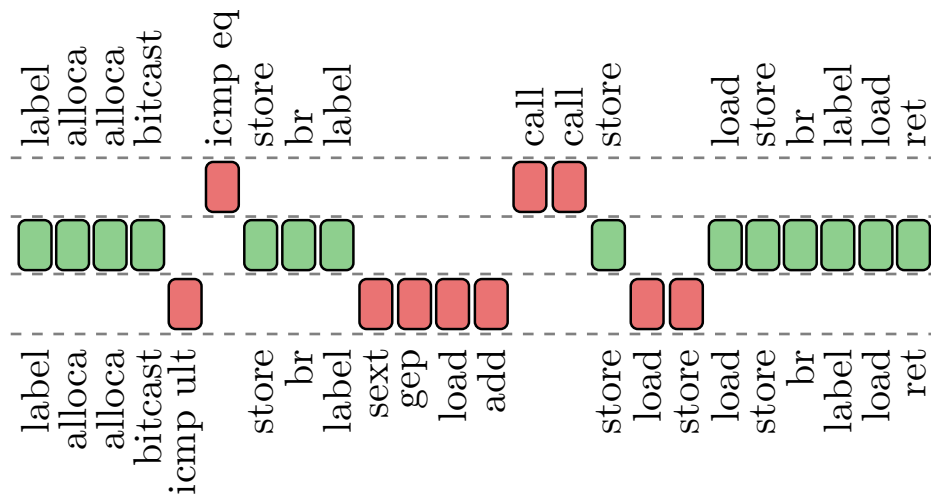 label
alloca
alloca
bitcast
icmp eq
store
br
label
call
call
store
load
store
br
label
load
ret
label
alloca
alloca
bitcast
icmp ult
store
br
label
sext
gep
load
add
store
load
store
load
store
br
label
load
ret